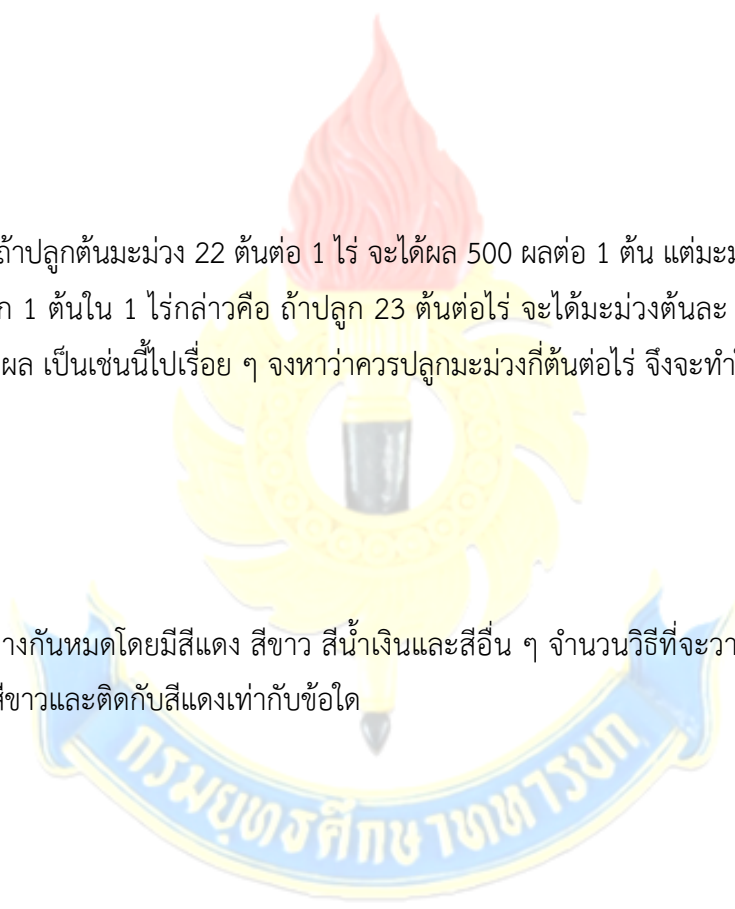 ถ้าปลูกต้นมะม่วง 22 ต้นต่อ 1 ไร่ จะได้ผล 500 ผลต่อ 1 ต้น แต่มะม
ก 1 ต้นใน 1 ไร่กล่าวคือ ถ้าปลูก 23 ต้นต่อไร่ จะได้มะม่วงต้นละ
ผล เป็นเช่นนี้ไปเรื่อย ๆ จงหาว่าควรปลูกมะม่วงกี่ต้นต่อไร่ จึงจะทำ
างกันหมดโดยมีสีแดง สีขาว สีน้ำเงินและสีอื่น ๆ จำนวนวิธีที่จะวา
สีขาวและติดกับสีแดงเท่ากับข้อใด
กรมยุทธศึกษาทหารบก